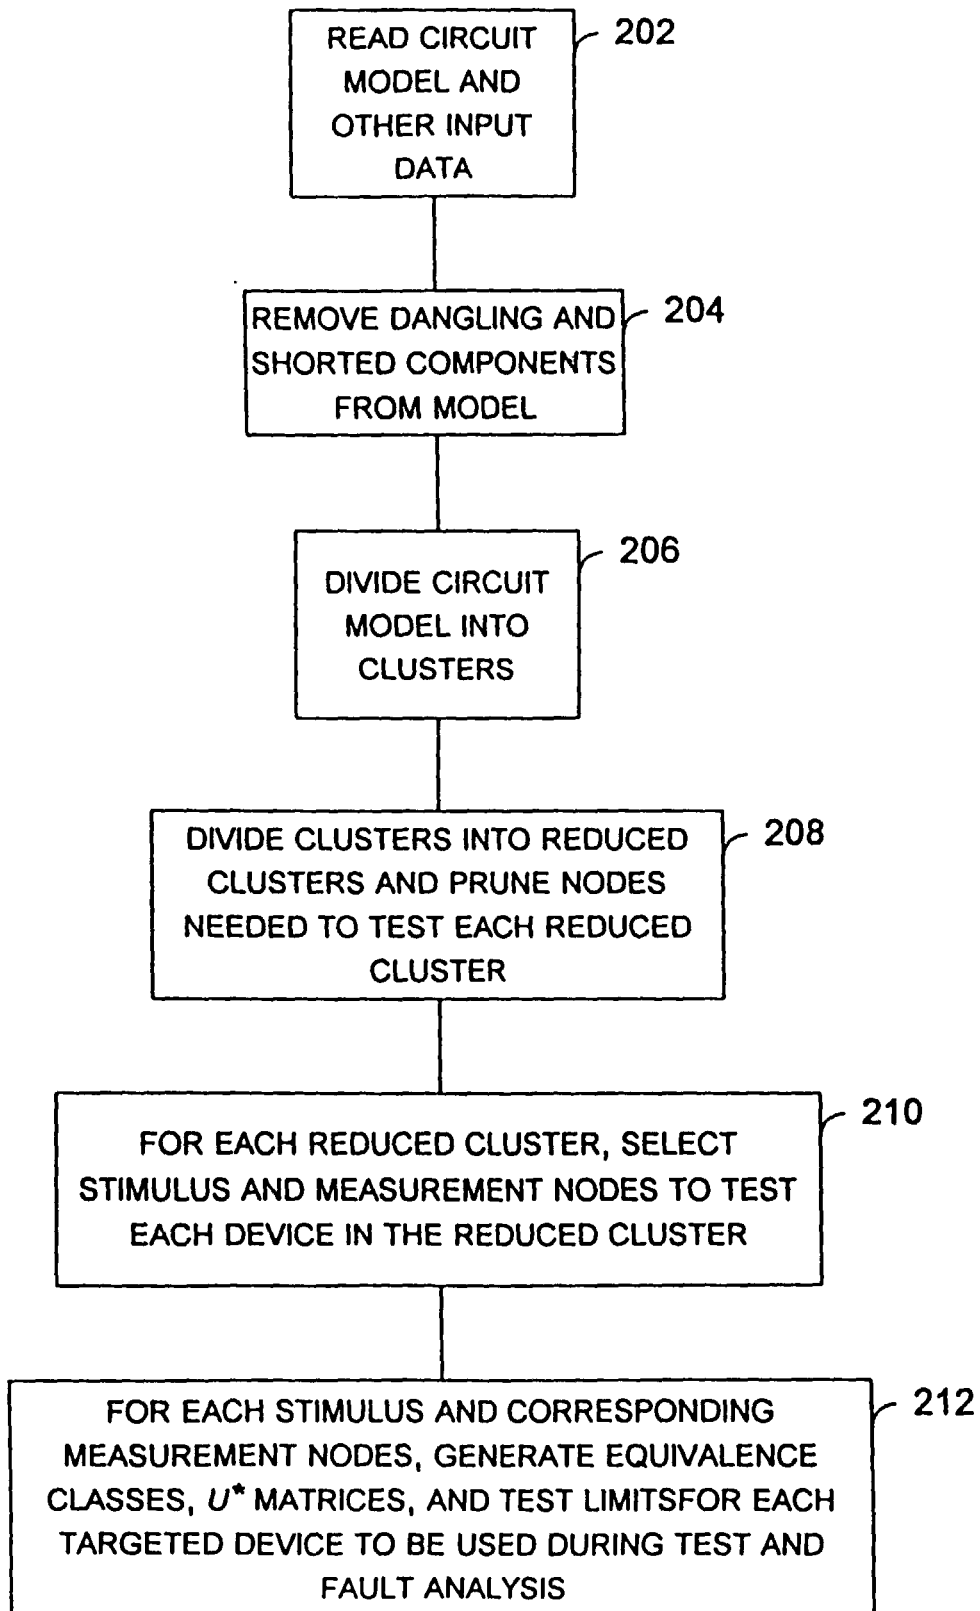 READ CIRCUIT
MODEL AND
OTHER INPUT
DATA
202
REMOVE DANGLING AND
SHORTED COMPONENTS
FROM MODEL
204
DIVIDE CIRCUIT
MODEL INTO
CLUSTERS
206
DIVIDE CLUSTERS INTO REDUCED
CLUSTERS AND PRUNE NODES
NEEDED TO TEST EACH REDUCED
CLUSTER
208
FOR EACH REDUCED CLUSTER, SELECT
STIMULUS AND MEASUREMENT NODES TO TEST
EACH DEVICE IN THE REDUCED CLUSTER
210
FOR EACH STIMULUS AND CORRESPONDING
MEASUREMENT NODES, GENERATE EQUIVALENCE
CLASSES, U* MATRICES, AND TEST LIMITSFOR EACH
TARGETED DEVICE TO BE USED DURING TEST AND
FAULT ANALYSIS
212